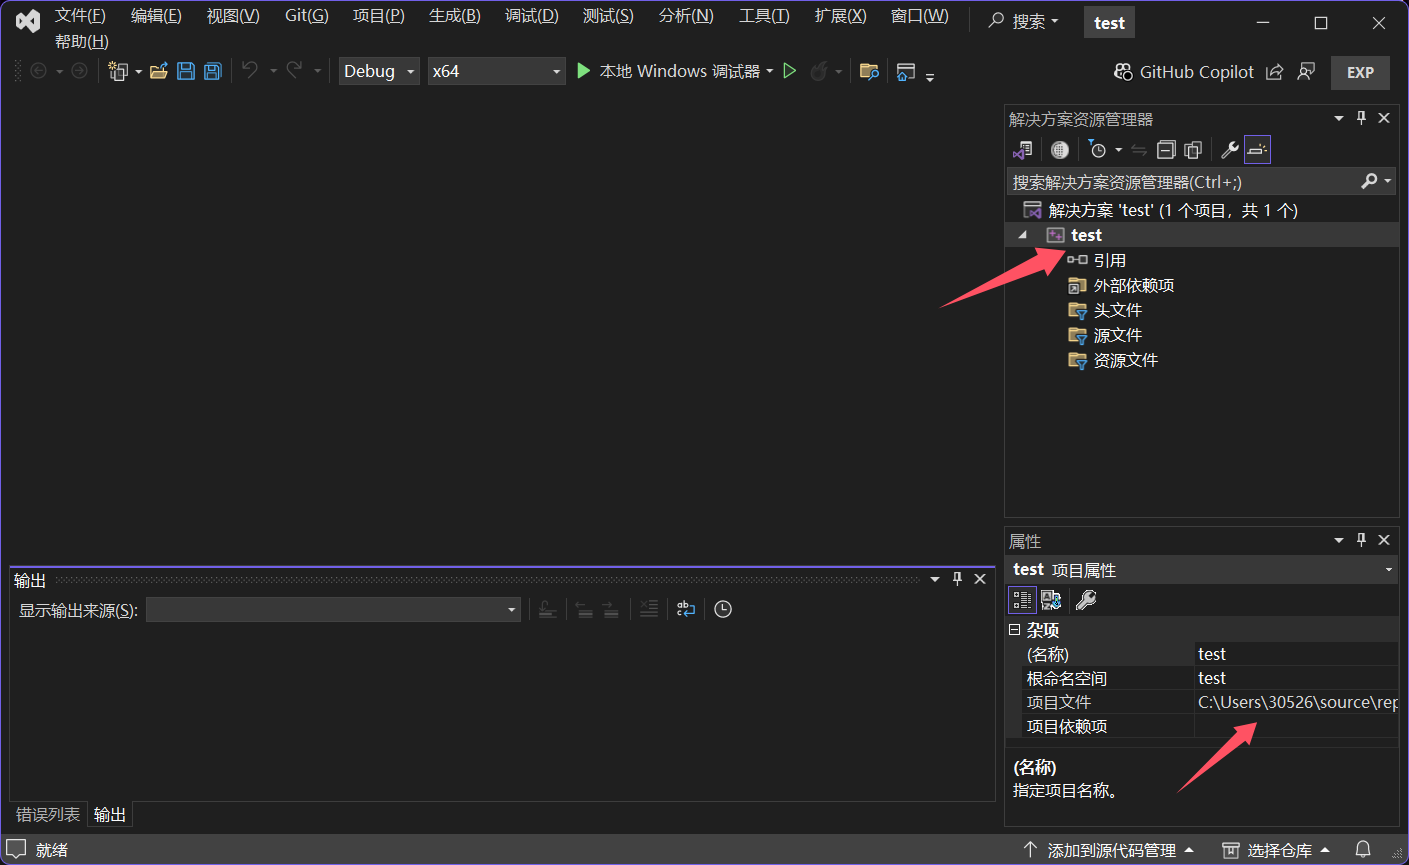 文件(F) 编辑(E) 视图(V) Git(G) 项目(P) 生成(B) 调试(D) 测试(S) 分析(N) 工具(T) 扩展(X) 窗口(W) 搜索 test
帮助(H)
Debug x64 本地 Windows 调试器 GitHub Copilot EXP
解决方案资源管理器
搜索解决方案资源管理器(Ctrl+;)
解决方案 'test' (1 个项目，共 1 个)
test
引用
外部依赖项
头文件
源文件
资源文件
属性
test 项目属性
杂项
(名称) test
根命名空间 test
项目文件 C:\Users\30526\source\rep
项目依赖项
(名称)
指定项目名称。
输出
显示输出来源(S):
错误列表 输出
就绪 添加到源代码管理 选择仓库